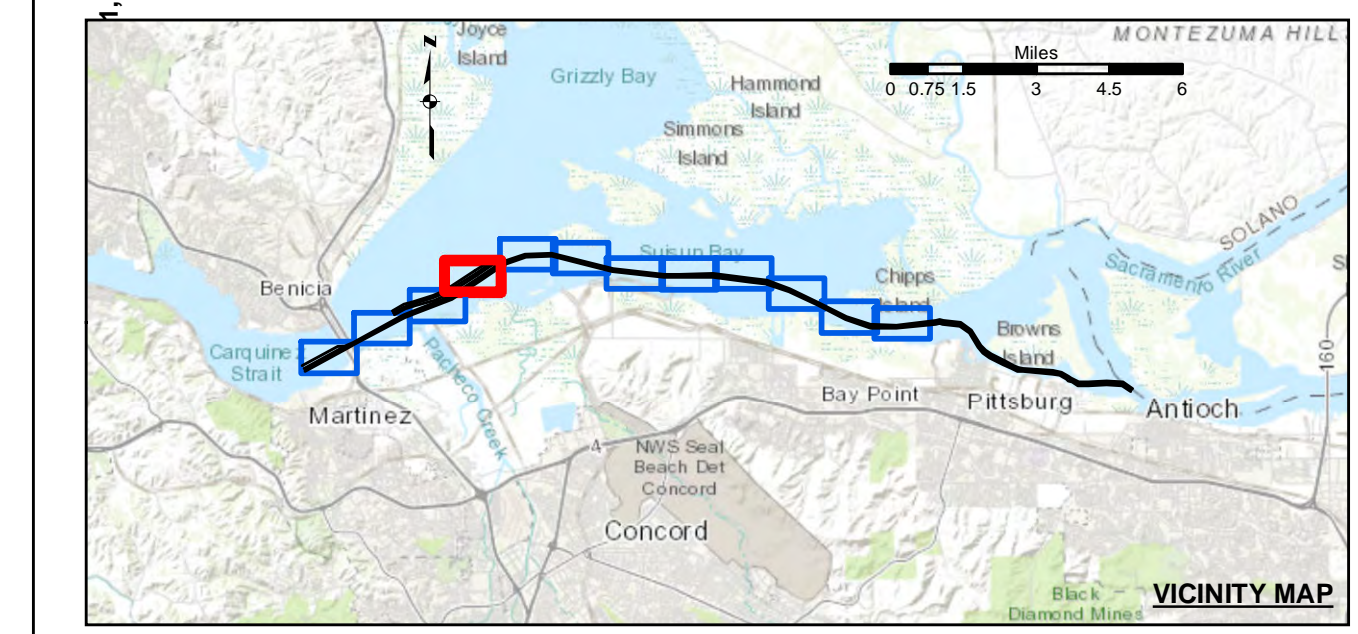 Joyce
Island
MONTEZUMA HILL
N
Miles
0 0.75 1.5 3 4.5 6
Grizzly Bay
Hammond
Island
Simmons
Island
SOLANO
Sacramento River
Suisun Bay
Chipps
Island
Benicia
Browns
Island
Carquinez
Strait
Pacheco Creek
160
Martinez
Bay Point
Pittsburg
Antioch
4
NWS Seal
Beach Det
Concord
Concord
Black
Diamond Mines
VICINITY MAP